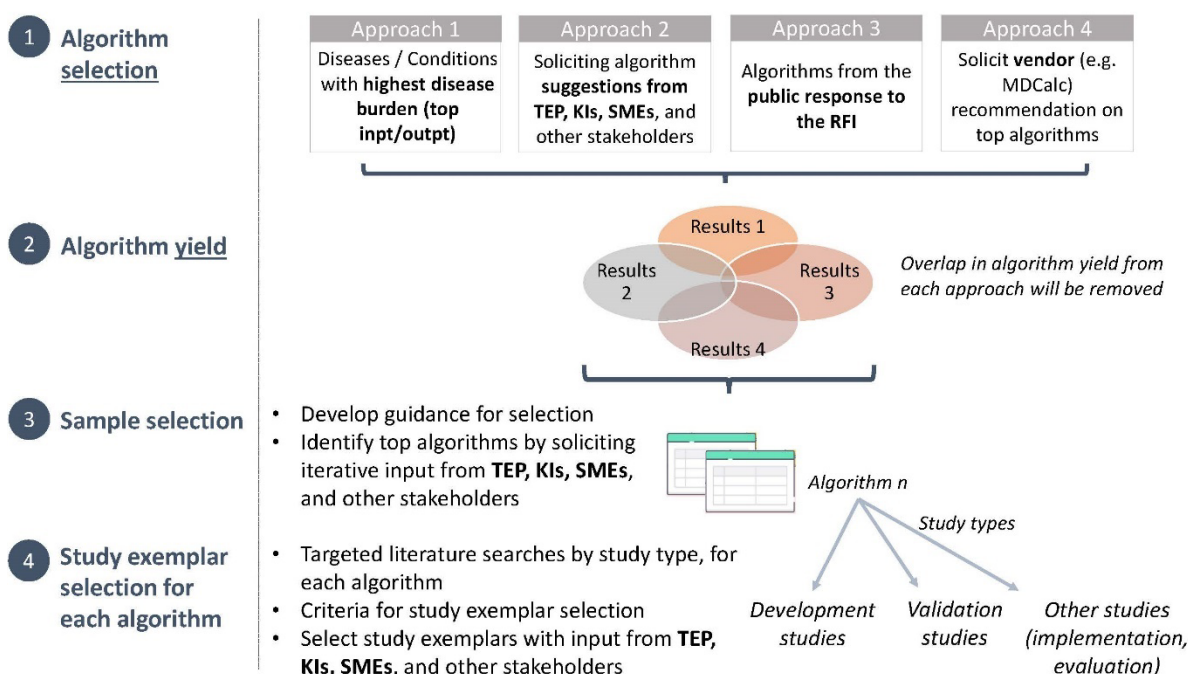 1
Algorithm
selection
Approach 1
Diseases / Conditions
with highest disease
burden (top
inpt/outpt)
Approach 2
Soliciting algorithm
suggestions from
TEP, KIs, SMEs, and
other stakeholders
Approach 3
Algorithms from the
public response to
the RFI
Approach 4
Solicit vendor (e.g.
MDCalc)
recommendation on
top algorithms
2
Algorithm yield
Results 1
Results
2
Results
3
Results 4
Overlap in algorithm yield from
each approach will be removed
3
Sample selection
• Develop guidance for selection
• Identify top algorithms by soliciting
iterative input from TEP, KIs, SMEs,
and other stakeholders
Algorithm n
Study types
4
Study exemplar
selection for
each algorithm
• Targeted literature searches by study type, for
each algorithm
• Criteria for study exemplar selection
• Select study exemplars with input from TEP,
KIs, SMEs, and other stakeholders
Development
studies
Validation
studies
Other studies
(implementation,
evaluation)